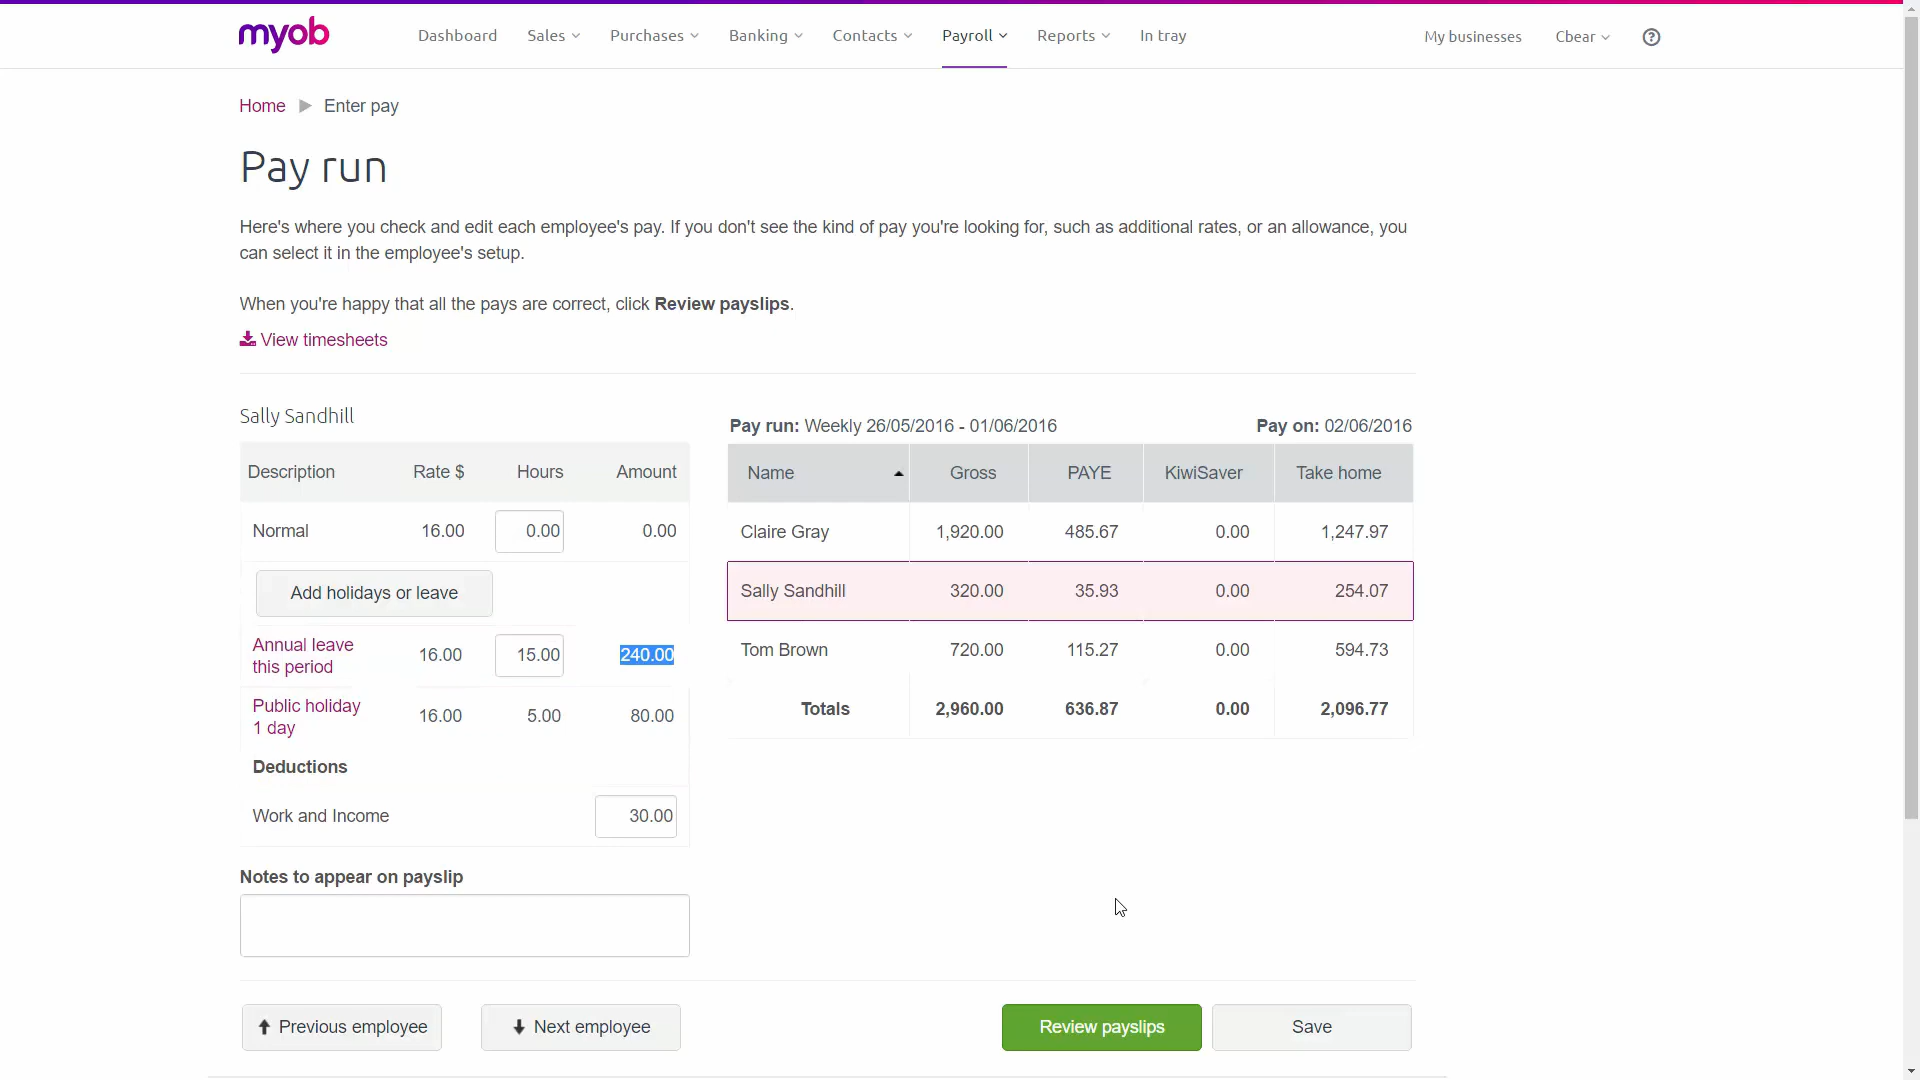 myob
Dashboard Sales Purchases Banking Contacts Payroll Reports In tray My businesses Cbear ?
Home Enter pay
Pay run
Here's where you check and edit each employee's pay. If you don't see the kind of pay you're looking for, such as additional rates, or an allowance, you
can select it in the employee's setup.
When you're happy that all the pays are correct, click Review payslips.
View timesheets
Sally Sandhill
Description Rate $ Hours Amount
Normal 16.00 0.00 0.00
Add holidays or leave
Annual leave
this period 16.00 15.00 240.00
Public holiday
1 day 16.00 5.00 80.00
Deductions
Work and Income 30.00
Notes to appear on payslip
Pay run: Weekly 26/05/2016 - 01/06/2016 Pay on: 02/06/2016
Name Gross PAYE KiwiSaver Take home
Claire Gray 1,920.00 485.67 0.00 1,247.97
Sally Sandhill 320.00 35.93 0.00 254.07
Tom Brown 720.00 115.27 0.00 594.73
Totals 2,960.00 636.87 0.00 2,096.77
Previous employee Next employee Review payslips Save